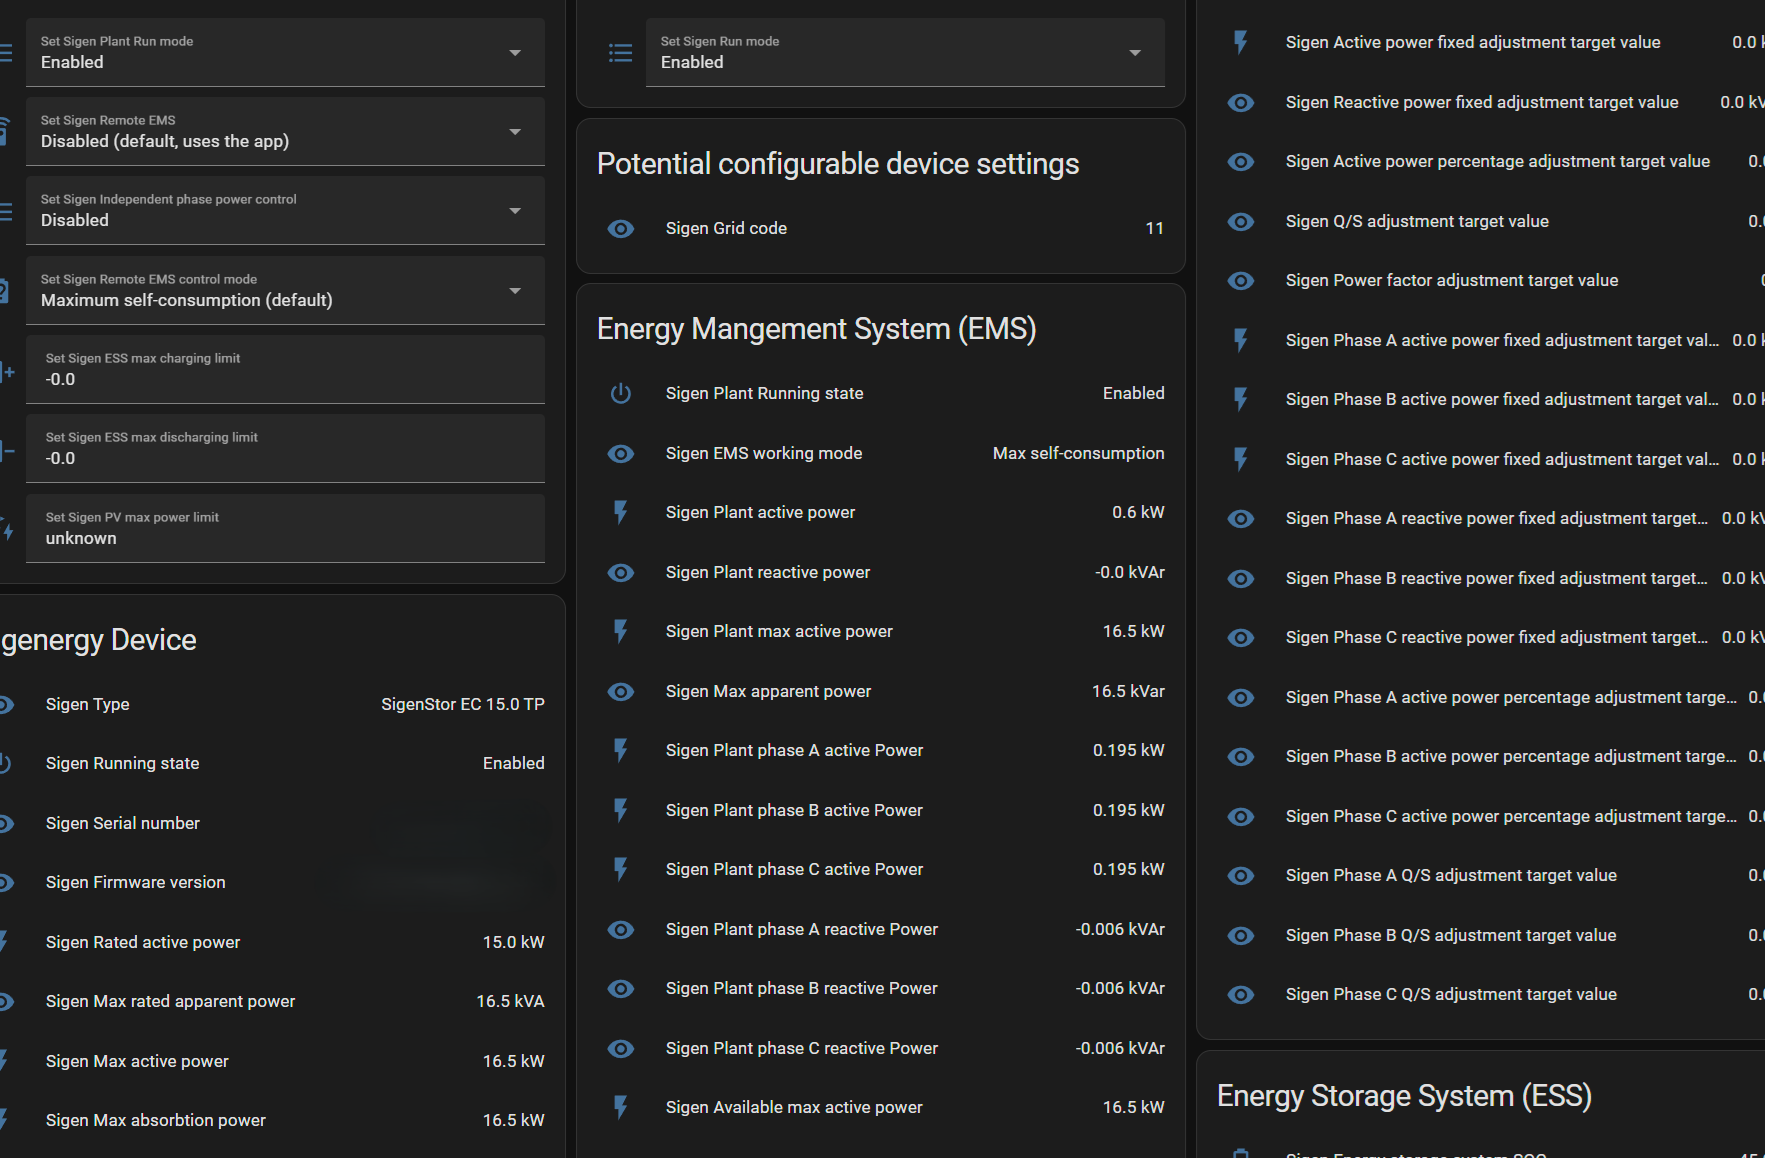 Set Sigen Plant Run mode
Enabled
Set Sigen Remote EMS
Disabled (default, uses the app)
Set Sigen Independent phase power control
Disabled
Set Sigen Remote EMS control mode
Maximum self-consumption (default)
Set Sigen ESS max charging limit
-0.0
Set Sigen ESS max discharging limit
-0.0
Set Sigen PV max power limit
unknown
genergy Device
Sigen Type SigenStor EC 15.0 TP
Sigen Running state Enabled
Sigen Serial number
Sigen Firmware version
Sigen Rated active power 15.0 kW
Sigen Max rated apparent power 16.5 kVA
Sigen Max active power 16.5 kW
Sigen Max absorbtion power 16.5 kW
Set Sigen Run mode
Enabled
Potential configurable device settings
Sigen Grid code 11
Energy Mangement System (EMS)
Sigen Plant Running state Enabled
Sigen EMS working mode Max self-consumption
Sigen Plant active power 0.6 kW
Sigen Plant reactive power -0.0 kVAr
Sigen Plant max active power 16.5 kW
Sigen Max apparent power 16.5 kVar
Sigen Plant phase A active Power 0.195 kW
Sigen Plant phase B active Power 0.195 kW
Sigen Plant phase C active Power 0.195 kW
Sigen Plant phase A reactive Power -0.006 kVAr
Sigen Plant phase B reactive Power -0.006 kVAr
Sigen Plant phase C reactive Power -0.006 kVAr
Sigen Available max active power 16.5 kW
Sigen Active power fixed adjustment target value 0.0 k
Sigen Reactive power fixed adjustment target value 0.0 kV
Sigen Active power percentage adjustment target value 0.
Sigen Q/S adjustment target value 0.
Sigen Power factor adjustment target value
Sigen Phase A active power fixed adjustment target val... 0.0 k
Sigen Phase B active power fixed adjustment target val... 0.0 k
Sigen Phase C active power fixed adjustment target val... 0.0 k
Sigen Phase A reactive power fixed adjustment target... 0.0 kV
Sigen Phase B reactive power fixed adjustment target... 0.0 kV
Sigen Phase C reactive power fixed adjustment target... 0.0 kV
Sigen Phase A active power percentage adjustment targe... 0.
Sigen Phase B active power percentage adjustment targe... 0.
Sigen Phase C active power percentage adjustment targe... 0.
Sigen Phase A Q/S adjustment target value 0.
Sigen Phase B Q/S adjustment target value 0.
Sigen Phase C Q/S adjustment target value 0.
Energy Storage System (ESS)
Sigen Energy storage system SOC